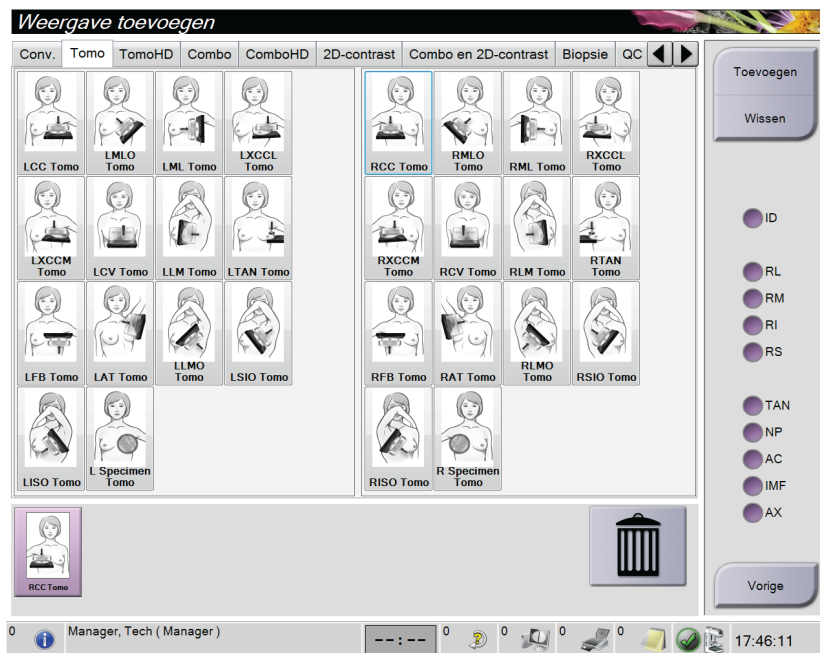 Weergave toevoegen
Conv. Tomo TomoHD Combo ComboHD 2D-contrast Combo en 2D-contrast Biopsie QC
LCC Tomo
LMLO
Tomo
LML Tomo
LXCCL
Tomo
LXCCM
Tomo
LCV Tomo
LLM Tomo
LTAN Tomo
LFB Tomo
LAT Tomo
LLMO
Tomo
LSIO Tomo
LISO Tomo
L Specimen
Tomo
RCC Tomo
RMLO
Tomo
RML Tomo
RXCCL
Tomo
RXCCM
Tomo
RCV Tomo
RLM Tomo
RTAN
Tomo
RFB Tomo
RAT Tomo
RLMO
Tomo
RSIO Tomo
RISO Tomo
R Specimen
Tomo
Toevoegen
Wissen
ID
RL
RM
RI
RS
TAN
NP
AC
IMF
AX
Vorige
RCC Tomo
0 Manager, Tech ( Manager ) --:-- 0 0 0 0 17:46:11